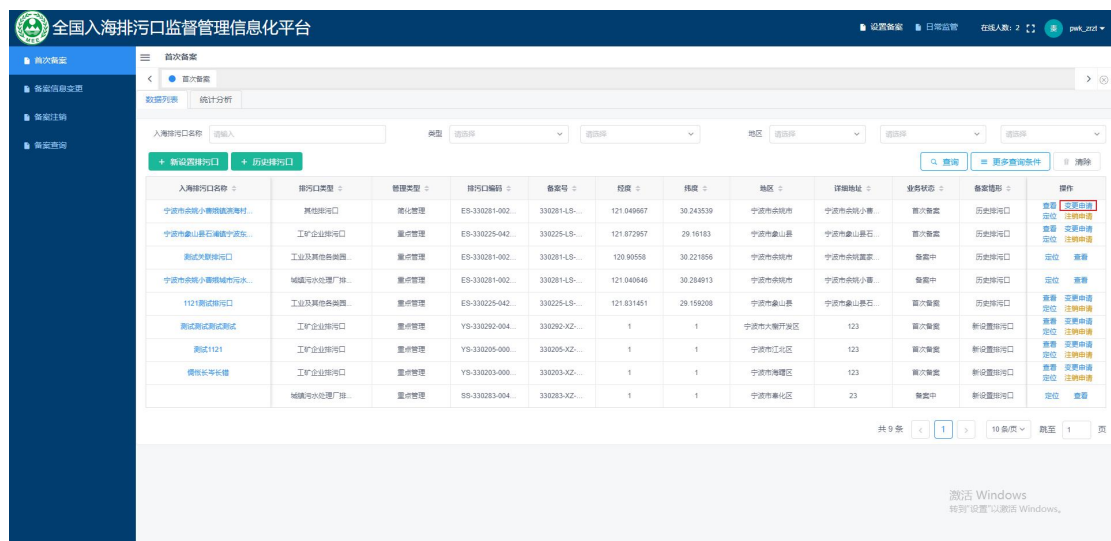 全国入海排污口监督管理信息化平台 设置备案 日常监管 在线人数: 2 pwk_zrzt
首次备案
备案信息变更
备案注销
备案查询
首次备案
首次备案
数据列表 统计分析
入海排污口名称 请输入 类型 请选择 请选择 地区 请选择 请选择 请选择
+ 新设置排污口 + 历史排污口 查询 更多查询条件 清除
入海排污口名称 排污口类型 管理类型 排污口编码 备案号 经度 纬度 地区 详细地址 业务状态 备案情形 操作
宁波市余姚小曹娥镇滨海村... 其他排污口 简化管理 ES-330281-002... 330281-LS-... 121.049667 30.243539 宁波市余姚市 宁波市余姚小曹... 首次备案 历史排污口 查看 变更申请 定位 注销申请
宁波市象山县石浦镇宁波东... 工矿企业排污口 重点管理 ES-330225-042... 330225-LS-... 121.872957 29.16183 宁波市象山县 宁波市象山县石... 首次备案 历史排污口 查看 变更申请 定位 注销申请
测试关联排污口 工业及其他各类园... 重点管理 ES-330281-002... 330281-LS-... 120.90558 30.221856 宁波市余姚市 宁波市余姚... 备案中 历史排污口 定位 查看
宁波市余姚小曹娥城市污水... 城镇污水处理厂排... 重点管理 ES-330281-002... 330281-LS-... 121.040646 30.284913 宁波市余姚市 宁波市余姚小曹... 备案中 历史排污口 定位 查看
1121测试排污口 工业及其他各类园... 重点管理 ES-330225-042... 330225-LS-... 121.831451 29.159208 宁波市象山县 宁波市象山县石... 首次备案 历史排污口 查看 变更申请 定位 注销申请
测试测试测试测试 工矿企业排污口 重点管理 YS-330292-004... 330292-XZ-... 1 1 宁波市大榭开发区 123 首次备案 新设置排污口 查看 变更申请 定位 注销申请
测试1121 工矿企业排污口 重点管理 YS-330205-000... 330205-XZ-... 1 1 宁波市江北区 123 首次备案 新设置排污口 查看 变更申请 定位 注销申请
工矿企业排污口 重点管理 YS-330203-000... 330203-XZ-... 1 1 宁波市海曙区 123 首次备案 新设置排污口 查看 变更申请 定位 注销申请
城镇污水处理厂排... 重点管理 SS-330283-004... 330283-XZ-... 1 1 宁波市奉化区 23 备案中 新设置排污口 定位 查看
共 9 条 < 1 > 10 条/页 跳至 1 页
激活 Windows
转到"设置"以激活 Windows。